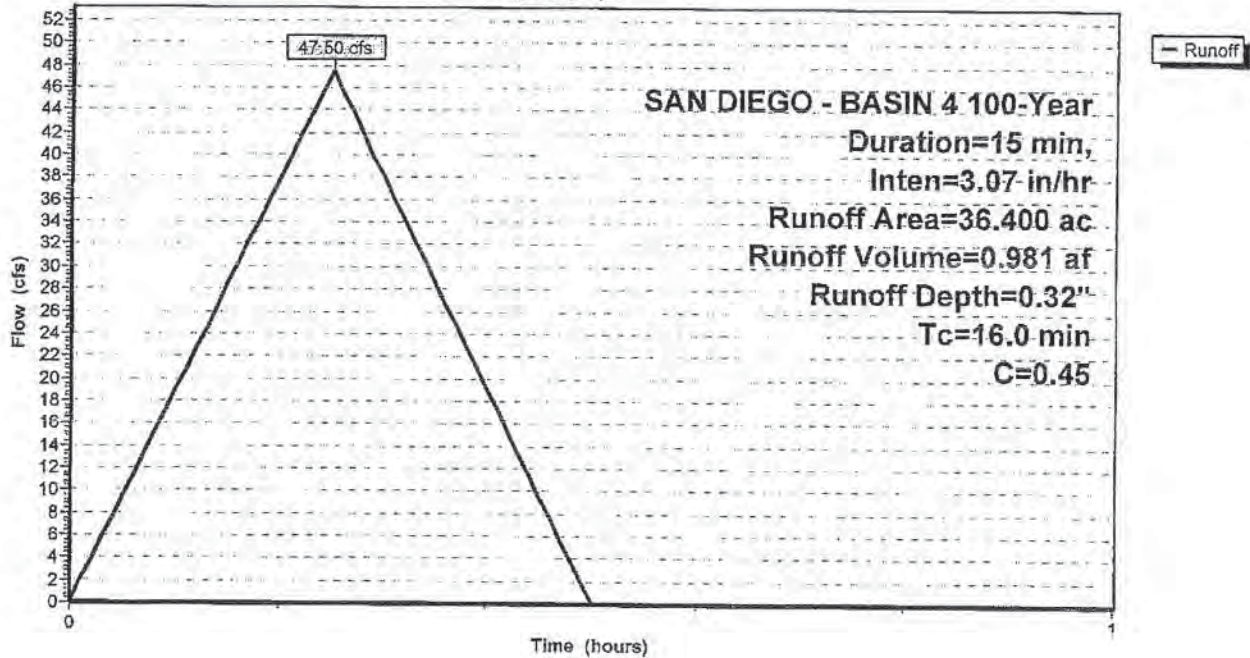 52
50
48
46
44
42
40
38
36
34
32
30
28
26
24
22
20
18
16
14
12
10
8
6
4
2
0
Flow (cfs)
47.50 cfs
Runoff
SAN DIEGO - BASIN 4 100-Year
Duration=15 min,
Inten=3.07 in/hr
Runoff Area=36.400 ac
Runoff Volume=0.981 af
Runoff Depth=0.32"
Tc=16.0 min
C=0.45
0
1
Time (hours)